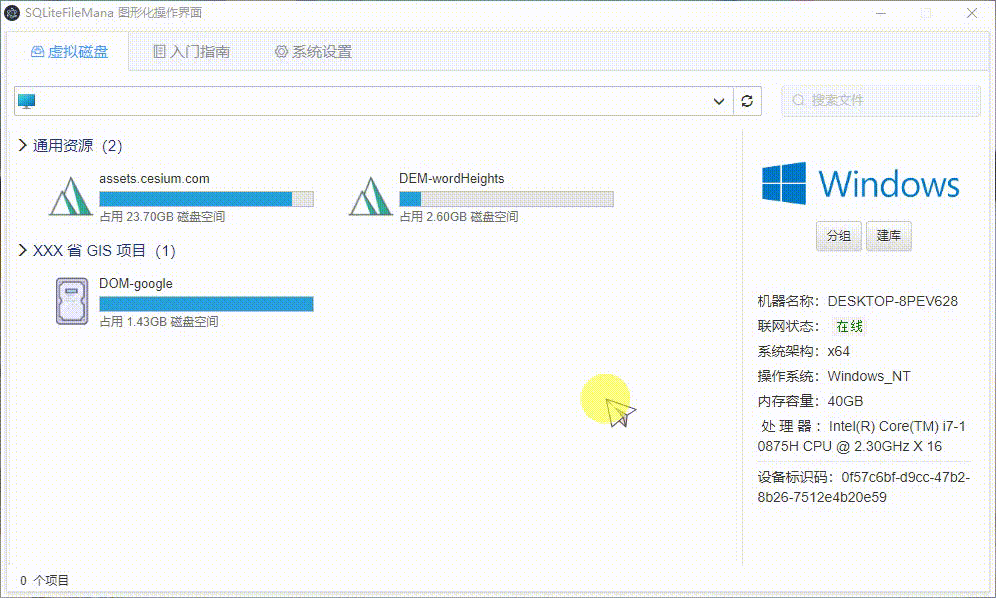 SQLiteFileMana 图形化操作界面
虚拟磁盘 入门指南 系统设置
搜索文件
通用资源 (2)
assets.cesium.com
占用 23.70GB 磁盘空间
DEM-wordHeights
占用 2.60GB 磁盘空间
XXX 省 GIS 项目 (1)
DOM-google
占用 1.43GB 磁盘空间
Windows
分组 建库
机器名称：DESKTOP-8PEV628
联网状态： 在线
系统架构：x64
操作系统：Windows_NT
内存容量：40GB
处 理 器 ：Intel(R) Core(TM) i7-1
0875H CPU @ 2.30GHz X 16
设备标识码：0f57c6bf-d9cc-47b2-
8b26-7512e4b20e59
0 个项目